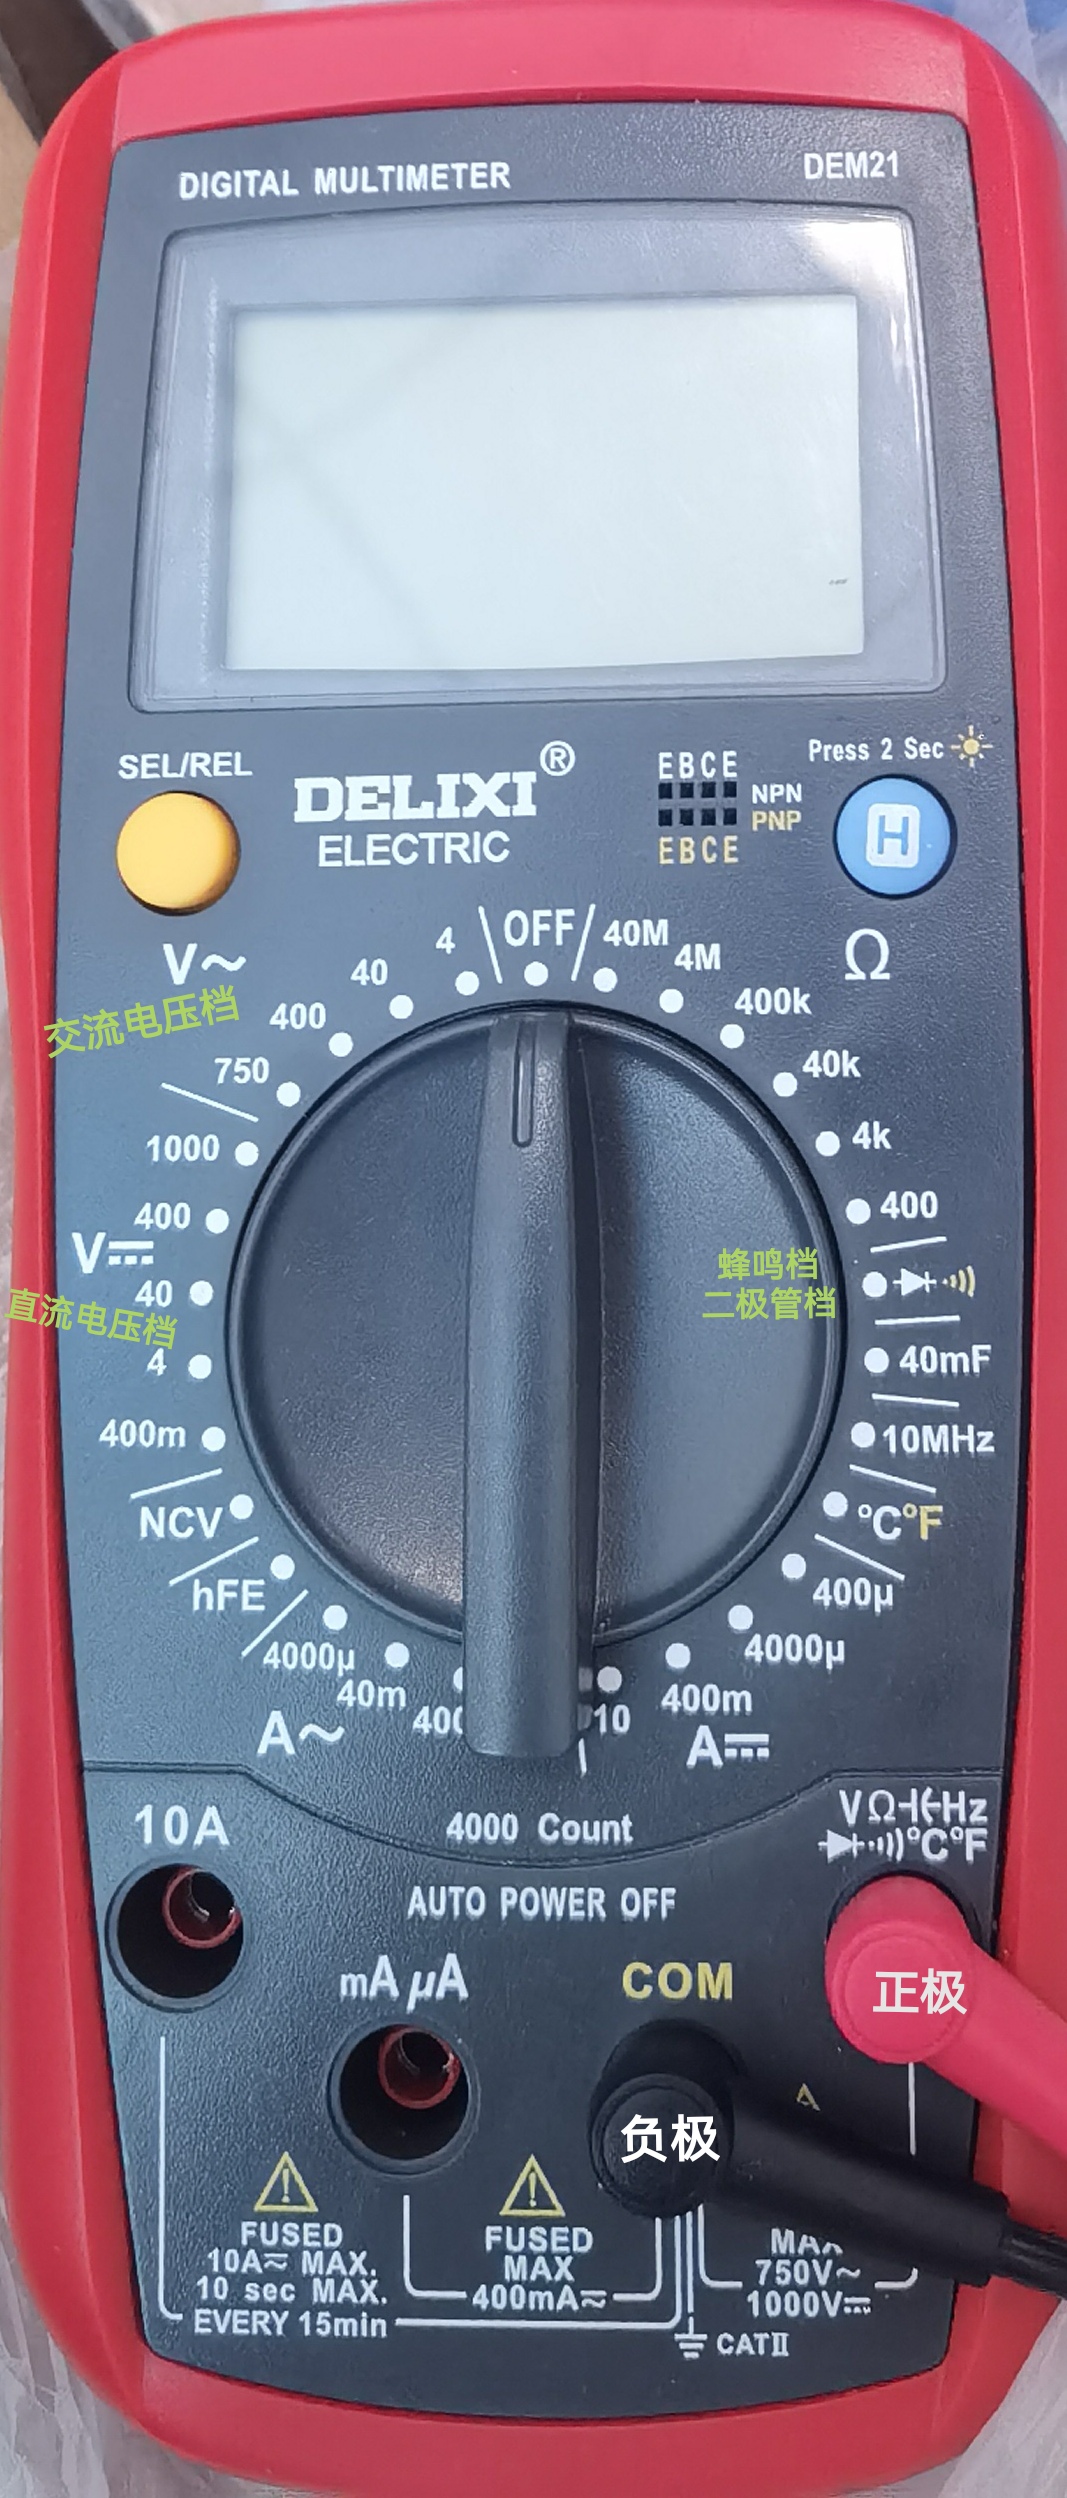 DIGITAL MULTIMETER
DEM21
SEL/REL
DELIXI®
ELECTRIC
EBCE
NPN
PNP
EBCE
Press 2 Sec
H
V~
交流电压档
4
40
400
750
OFF
40M
4M
400k
40k
4k
400
Ω
1000
400
V⎓
40
直流电压档
4
400m
蜂鸣档
二极管档
40mF
10MHz
°C°F
NCV
hFE
4000µ
40m
A~
400µ
4000µ
400m
10
A⎓
10A
4000 Count
VΩHz
°C°F
AUTO POWER OFF
mA µA
COM
正极
负极
FUSED
10A≂ MAX.
10 sec MAX.
EVERY 15min
FUSED
MAX
400mA≂
MAX
750V~
1000V⎓
CAT II